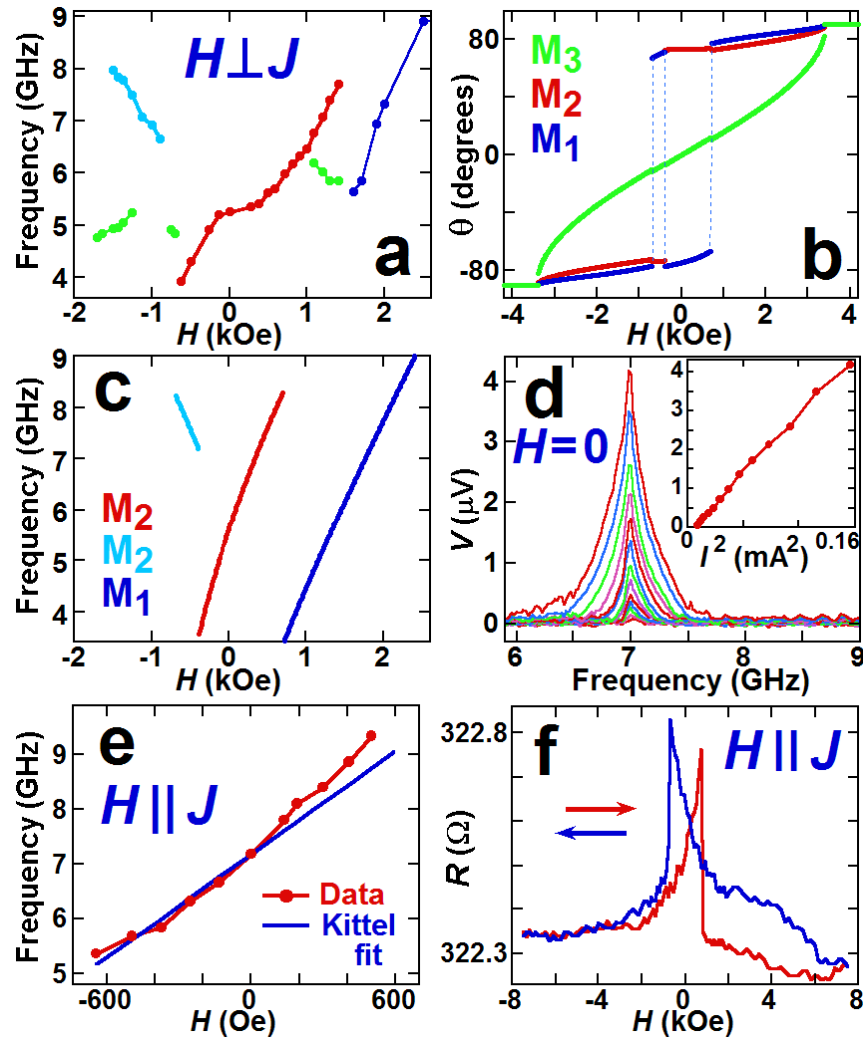 9
8
7
6
5
4
Frequency (GHz)
H⊥J
a
-2
-1
0
1
2
H (kOe)
80
0
-80
θ (degrees)
M3
M2
M1
b
-4
-2
0
2
4
H (kOe)
9
8
7
6
5
4
Frequency (GHz)
c
M2
M2
M1
-2
-1
0
1
2
H (kOe)
4
3
2
1
0
V (μV)
d
H=0
4
3
2
1
0
0
2
0.16
I 2 (mA2)
6
7
8
9
Frequency (GHz)
9
8
7
6
5
Frequency (GHz)
e
H || J
Data
Kittel
fit
-600
0
600
H (Oe)
322.8
322.3
R (Ω)
f
H || J
-8
-4
0
4
8
H (kOe)